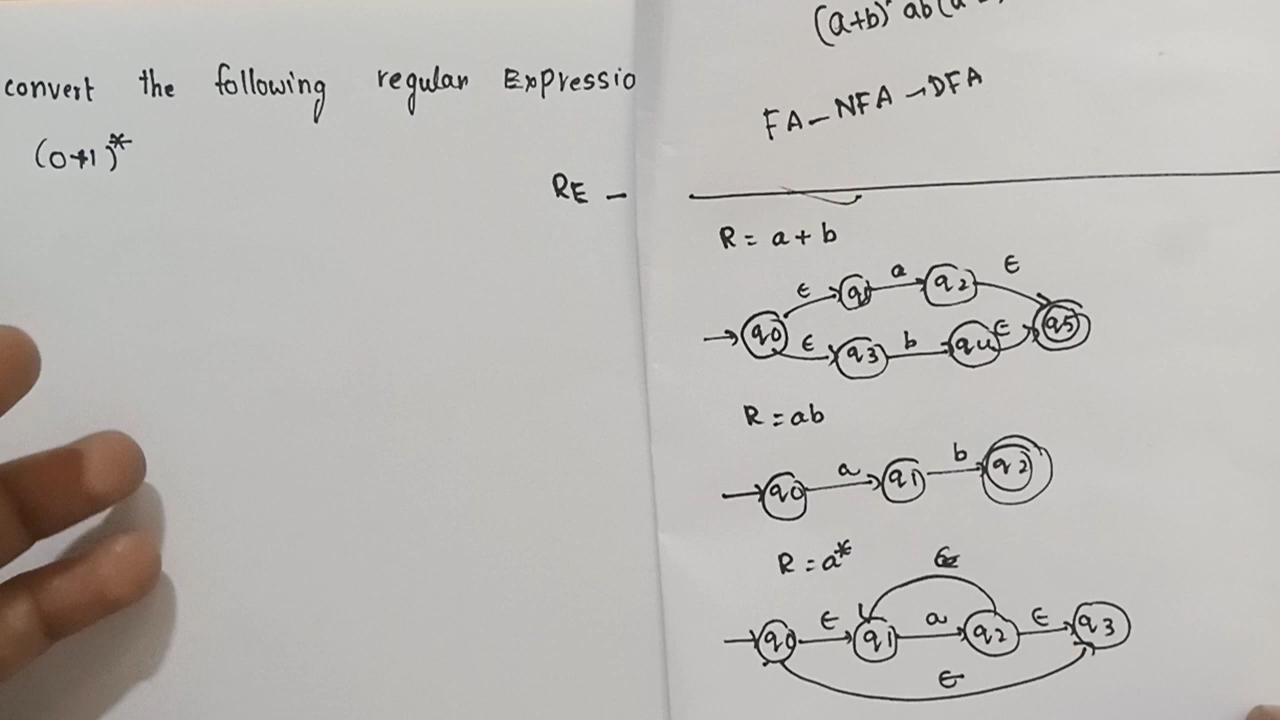 convert the following regular Expressio
(0+1)*
RE –
(a+b)* ab(a
FA – NFA → DFA
R = a + b
ε a ε
q0 q1 q2 q5
ε q3 b q4 ε
R = ab
q0 a q1 b q2
R = a*
ε
q0 ε q1 a q2 ε q3
ε